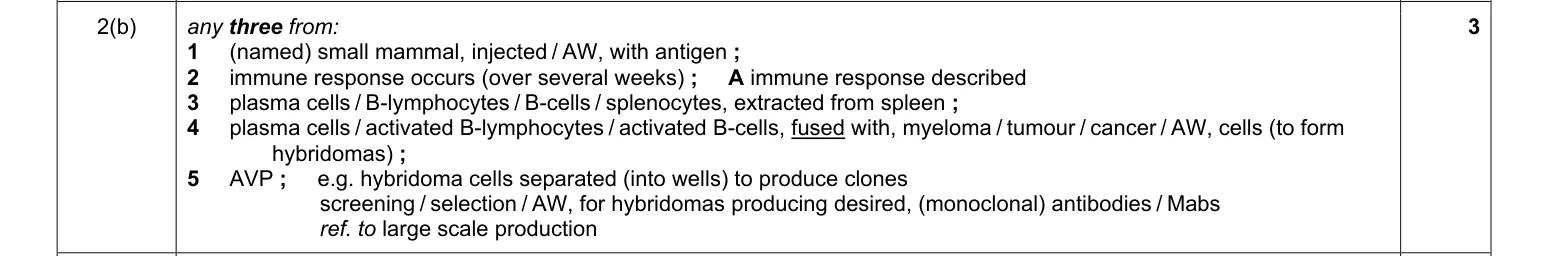 2(b) any three from: 3
1 (named) small mammal, injected / AW, with antigen ;
2 immune response occurs (over several weeks) ; A immune response described
3 plasma cells / B-lymphocytes / B-cells / splenocytes, extracted from spleen ;
4 plasma cells / activated B-lymphocytes / activated B-cells, fused with, myeloma / tumour / cancer / AW, cells (to form
hybridomas) ;
5 AVP ; e.g. hybridoma cells separated (into wells) to produce clones
screening / selection / AW, for hybridomas producing desired, (monoclonal) antibodies / Mabs
ref. to large scale production